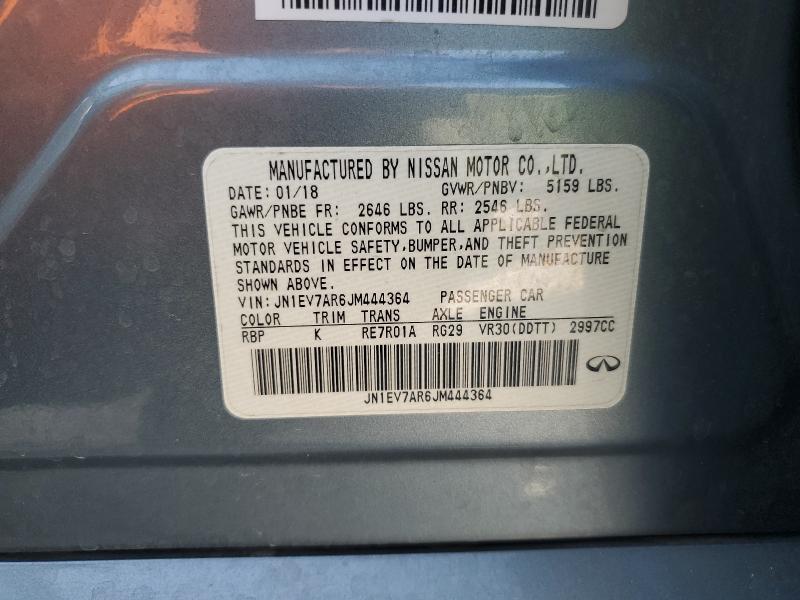 MANUFACTURED BY NISSAN MOTOR CO.,LTD.
DATE: 01/18 GVWR/PNBV: 5159 LBS.
GAWR/PNBE FR: 2646 LBS. RR: 2546 LBS.
THIS VEHICLE CONFORMS TO ALL APPLICABLE FEDERAL
MOTOR VEHICLE SAFETY,BUMPER,AND THEFT PREVENTION
STANDARDS IN EFFECT ON THE DATE OF MANUFACTURE
SHOWN ABOVE.
VIN: JN1EV7AR6JM444364 PASSENGER CAR
COLOR TRIM TRANS AXLE ENGINE
RBP K RE7R01A RG29 VR30(DDTT) 2997CC
JN1EV7AR6JM444364